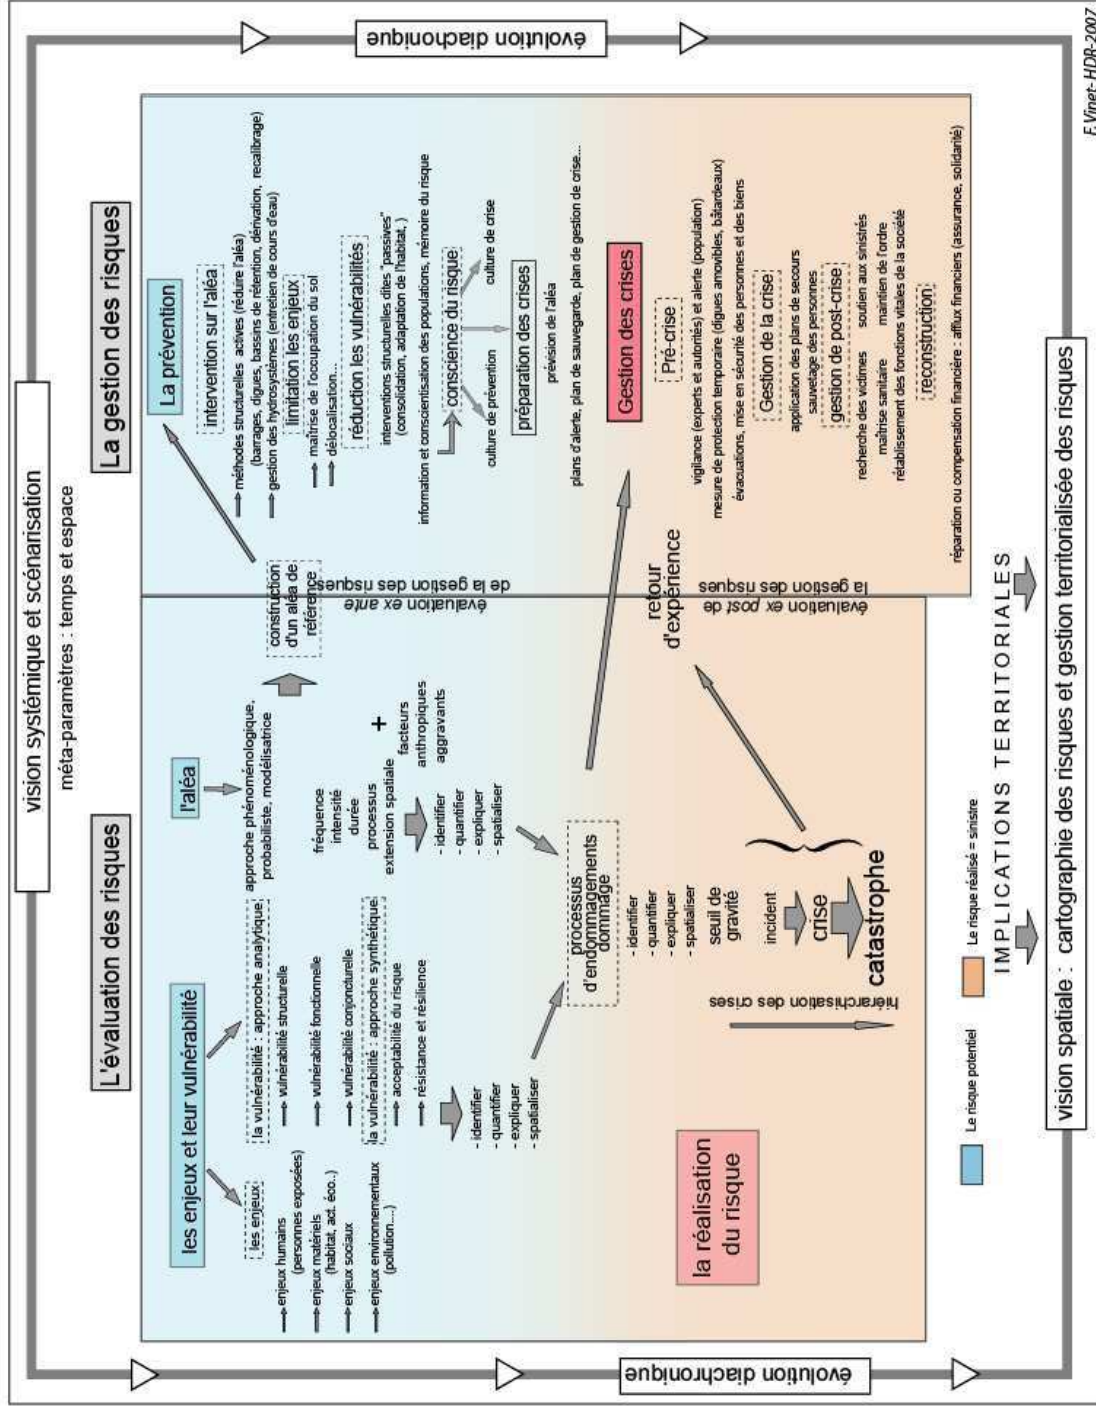 vision systémique et scénarisation
méta-paramètres : temps et espace
évolution diachronique
évolution diachronique
L'évaluation des risques
La gestion des risques
les enjeux et leur vulnérabilité
les enjeux
enjeux humains
(personnes exposées)
enjeux matériels
(habitat, act. éco..)
enjeux sociaux
enjeux environnementaux
(pollution....)
la vulnérabilité : approche analytique
vulnérabilité structurelle
vulnérabilité fonctionnelle
vulnérabilité conjoncturelle
la vulnérabilité : approche synthétique
acceptabilité du risque
résistance et résilience
- identifier
- quantifier
- expliquer
- spatialiser
l'aléa
approche phénoménologique,
probabiliste, modélisatrice
fréquence
intensité
durée
processus
extension spatiale
+
facteurs
anthropiques
aggravants
- identifier
- quantifier
- expliquer
- spatialiser
construction
d'un aléa de
référence
évaluation ex ante
de la gestion des risques
processus
d'endommagements
dommage
- identifier
- quantifier
- expliquer
- spatialiser
seuil de
gravité
incident
crise
catastrophe
hiérarchisation des crises
la réalisation
du risque
retour
d'expérience
évaluation ex post de
la gestion des risques
La prévention
intervention sur l'aléa
méthodes structurelles actives (réduire l'aléa)
(barrages, digues, bassins de rétention, dérivation, recalibrage)
gestion des hydrosystèmes (entretien de cours d'eau)
limitation les enjeux
maîtrise de l'occupation du sol
délocalisation...
réduction les vulnérabilités
interventions structurelles dites "passives"
(consolidation, adaptation de l'habitat, )
information et conscientisation des populations, mémoire du risque
conscience du risque
culture de prévention
culture de crise
préparation des crises
prévision de l'aléa
plans d'alerte, plan de sauvegarde, plan de gestion de crise...
Gestion des crises
Pré-crise
vigilance (experts et autorités) et alerte (population)
mesure de protection temporaire (digues amovibles, bâtardeaux)
évacuations, mise en sécurité des personnes et des biens
Gestion de la crise
application des plans de secours
sauvetage des personnes
gestion de post-crise
recherche des victimes soutien aux sinistrés
maîtrise sanitaire maintien de l'ordre
rétablissement des fonctions vitales de la société
reconstruction
réparation ou compensation financière : afflux financiers (assurance, solidarité)
Le risque potentiel
Le risque réalisé = sinistre
IMPLICATIONS TERRITORIALES
vision spatiale : cartographie des risques et gestion territorialisée des risques
F. Vinet- HDR-2007